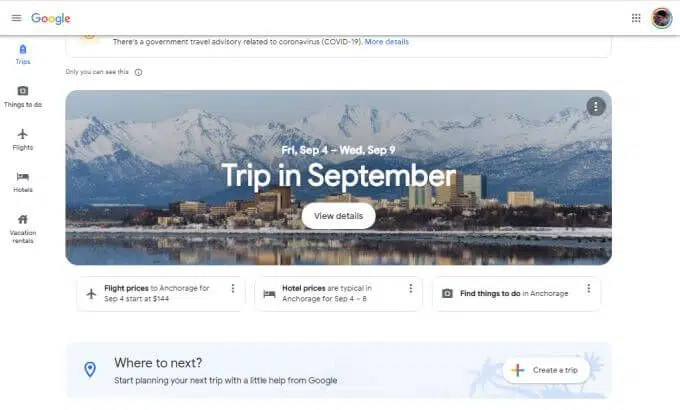 Google
There's a government travel advisory related to coronavirus (COVID-19). More details
Trips
Only you can see this
Things to do
Flights
Hotels
Vacation
rentals
Fri, Sep 4 – Wed, Sep 9
Trip in September
View details
Flight prices to Anchorage for
Sep 4 start at $144
Hotel prices are typical in
Anchorage for Sep 4 – 8
Find things to do in Anchorage
Where to next?
Start planning your next trip with a little help from Google
Create a trip